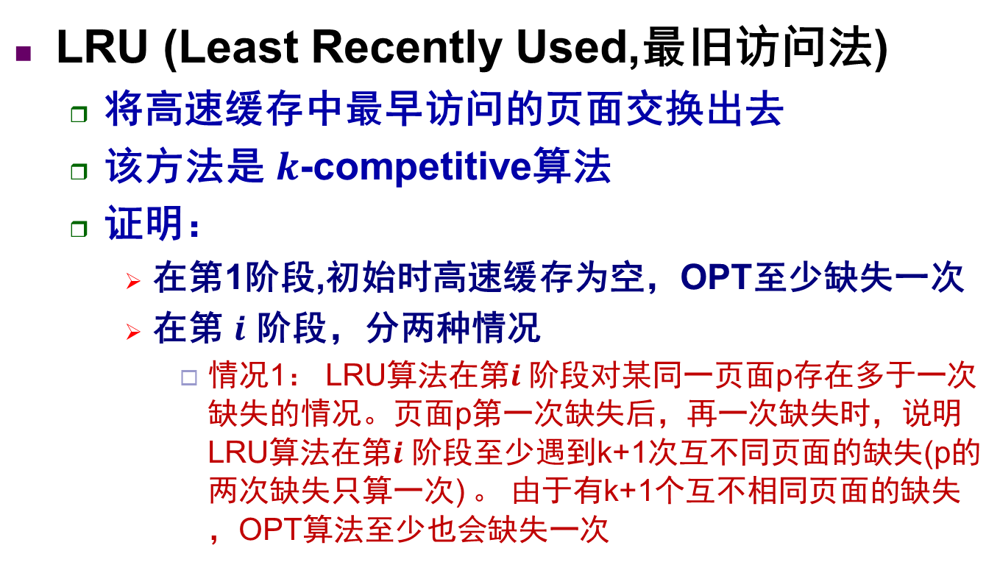 LRU (Least Recently Used,最旧访问法)
将高速缓存中最早访问的页面交换出去
该方法是 k-competitive算法
证明：
在第1阶段,初始时高速缓存为空，OPT至少缺失一次
在第 i 阶段，分两种情况
情况1： LRU算法在第i 阶段对某同一页面p存在多于一次
缺失的情况。页面p第一次缺失后，再一次缺失时，说明
LRU算法在第i 阶段至少遇到k+1次互不同页面的缺失(p的
两次缺失只算一次) 。 由于有k+1个互不相同页面的缺失
，OPT算法至少也会缺失一次